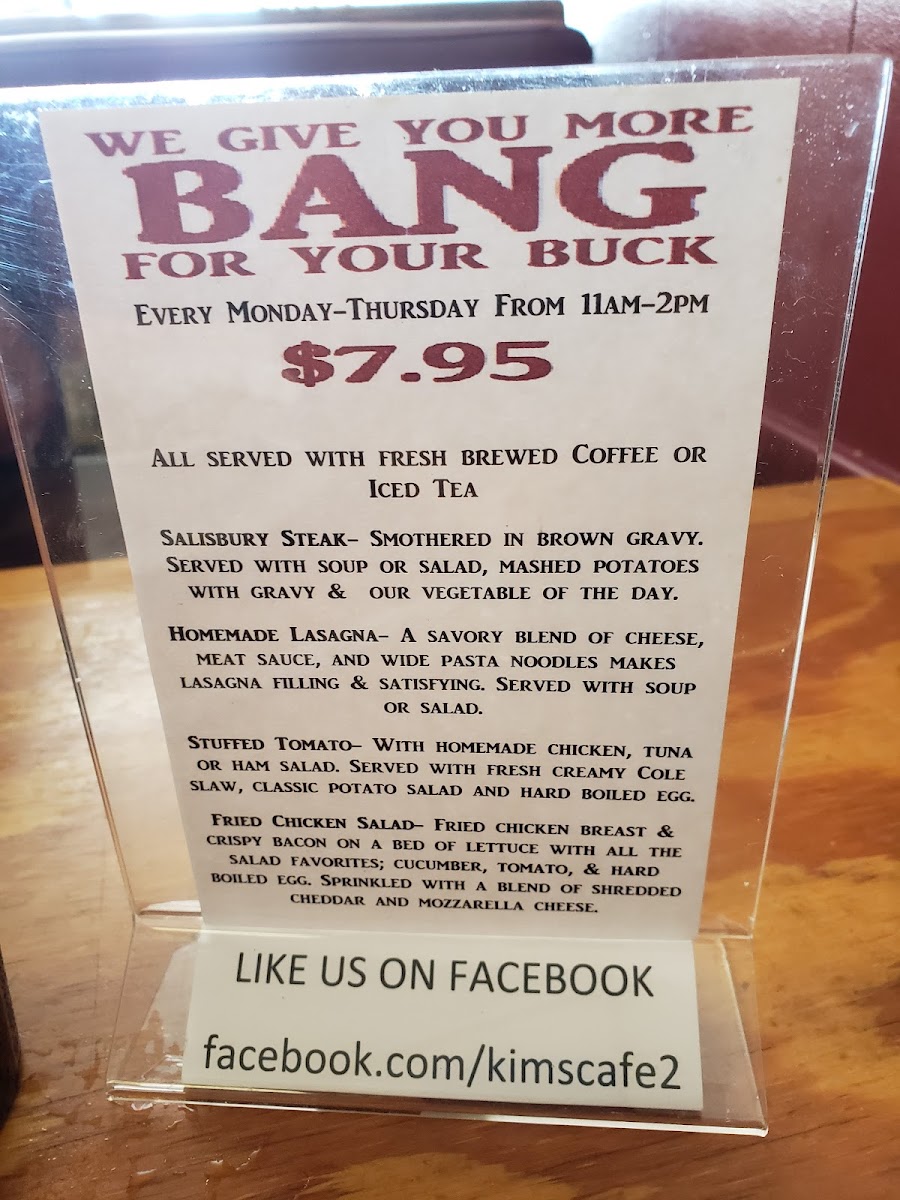 WE GIVE YOU MORE
BANG
FOR YOUR BUCK
EVERY MONDAY-THURSDAY FROM 11AM-2PM
$7.95
ALL SERVED WITH FRESH BREWED COFFEE OR
ICED TEA
SALISBURY STEAK- SMOTHERED IN BROWN GRAVY.
SERVED WITH SOUP OR SALAD, MASHED POTATOES
WITH GRAVY & OUR VEGETABLE OF THE DAY.
HOMEMADE LASAGNA- A SAVORY BLEND OF CHEESE,
MEAT SAUCE, AND WIDE PASTA NOODLES MAKES
LASAGNA FILLING & SATISFYING. SERVED WITH SOUP
OR SALAD.
STUFFED TOMATO- WITH HOMEMADE CHICKEN, TUNA
OR HAM SALAD. SERVED WITH FRESH CREAMY COLE
SLAW, CLASSIC POTATO SALAD AND HARD BOILED EGG.
FRIED CHICKEN SALAD- FRIED CHICKEN BREAST &
CRISPY BACON ON A BED OF LETTUCE WITH ALL THE
SALAD FAVORITES; CUCUMBER, TOMATO, & HARD
BOILED EGG. SPRINKLED WITH A BLEND OF SHREDDED
CHEDDAR AND MOZZARELLA CHEESE.
LIKE US ON FACEBOOK
facebook.com/kimscafe2